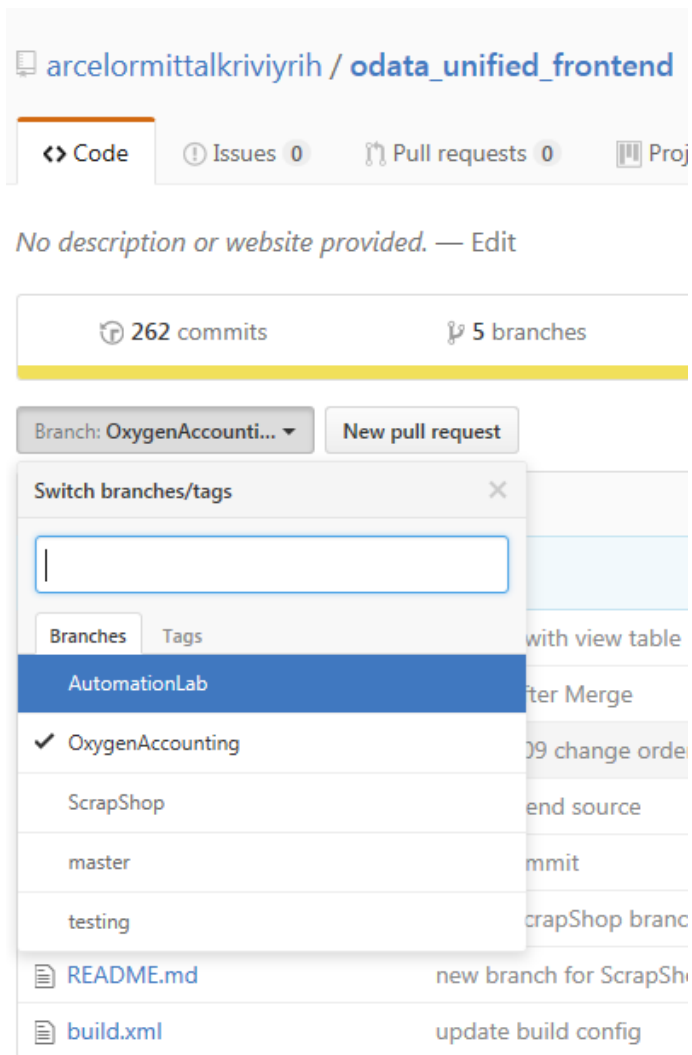 arcelormittalkriviyrih / odata_unified_frontend
Code Issues 0 Pull requests 0
No description or website provided. — Edit
262 commits 5 branches
Branch: OxygenAccounti... New pull request
Switch branches/tags
Branches Tags
with view table
AutomationLab
fter Merge
OxygenAccounting
09 change order
ScrapShop
end source
master
mmit
testing
crapShop branc
README.md new branch for ScrapSho
build.xml update build config